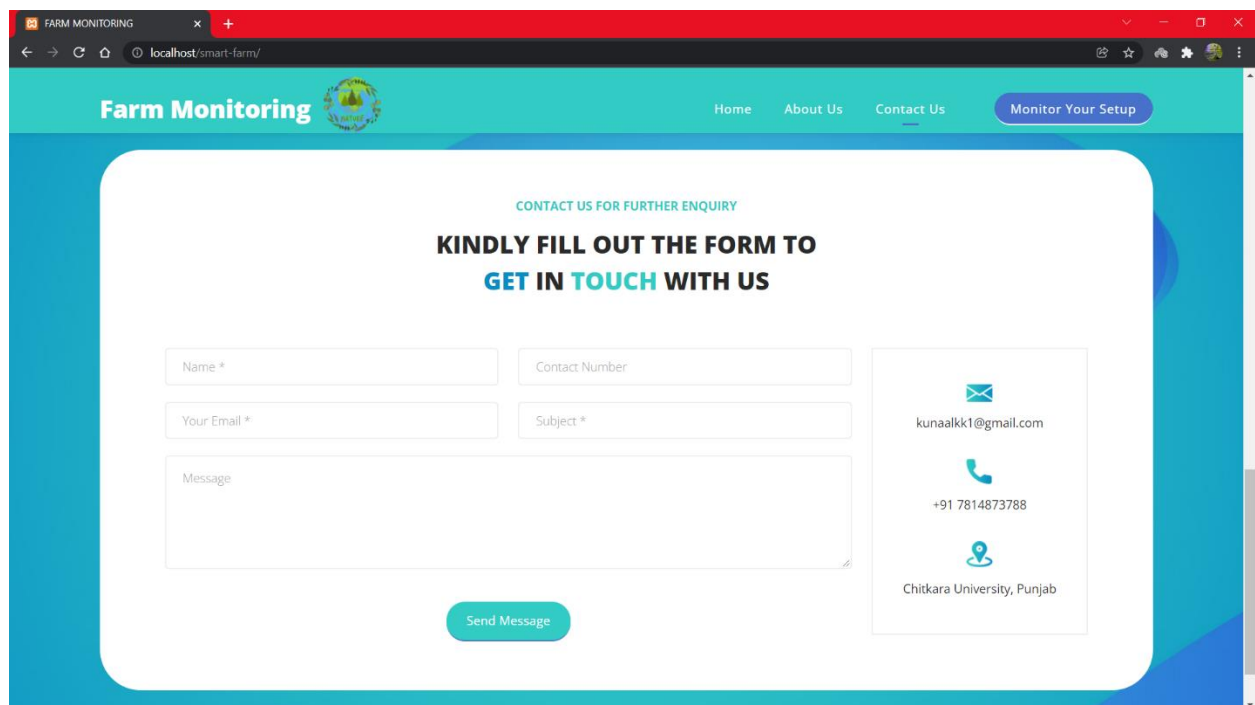 FARM MONITORING
localhost/smart-farm/
Farm Monitoring
NATURE
Home About Us Contact Us Monitor Your Setup
CONTACT US FOR FURTHER ENQUIRY
KINDLY FILL OUT THE FORM TO
GET IN TOUCH WITH US
Name * Contact Number
Your Email * Subject *
Message
Send Message
kunaalkk1@gmail.com
+91 7814873788
Chitkara University, Punjab